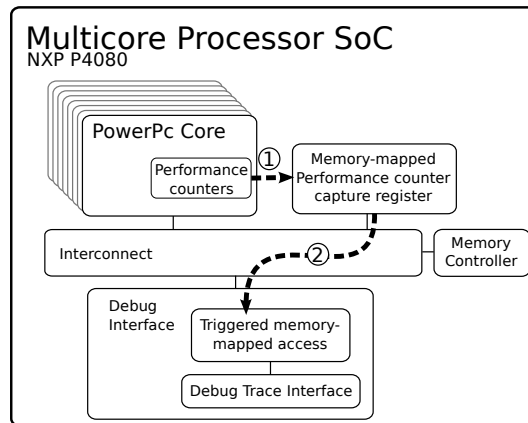 Multicore Processor SoC
NXP P4080
PowerPc Core
Performance
counters
1
Memory-mapped
Performance counter
capture register
Interconnect
2
Memory
Controller
Debug
Interface
Triggered memory-
mapped access
Debug Trace Interface